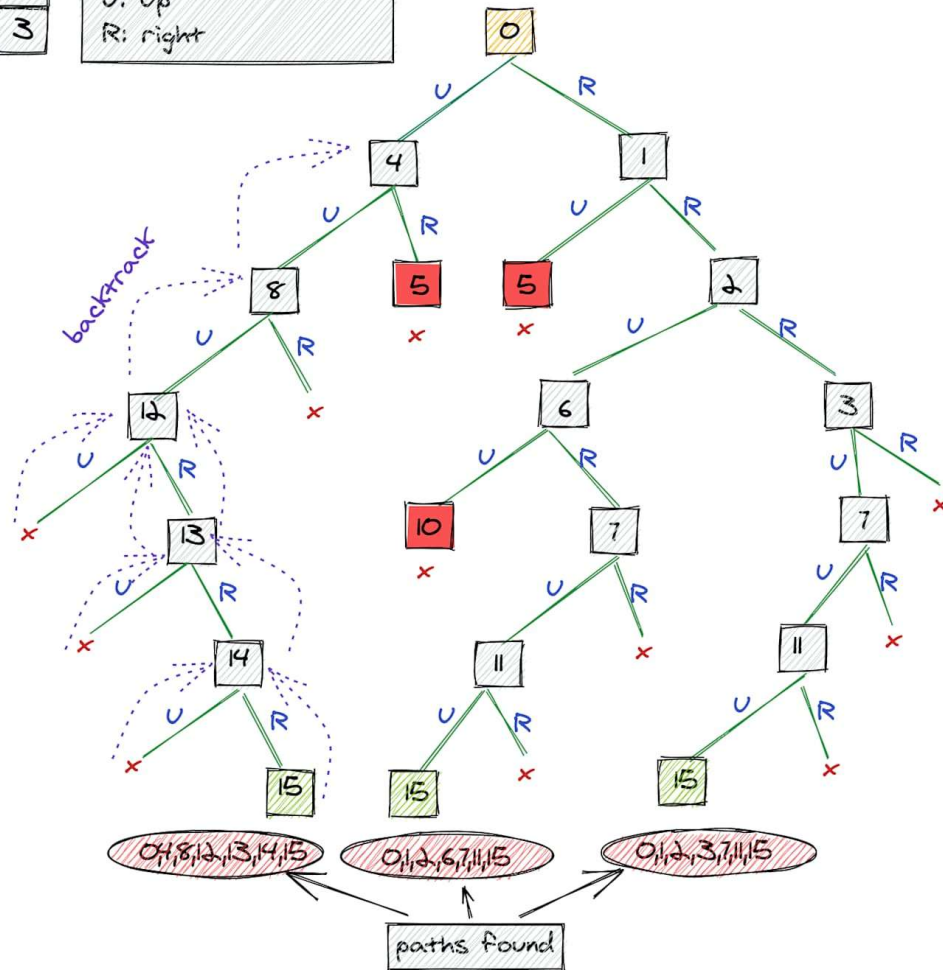 3
U: up
R: right
0
U R
4 1
U R U R
8 5 5 2
x x
backtrack
U R U R
12 x 6 3
U R U R U R
x 13 10 7 7 x
x
U R U R U R
x 14 11 x 11 x
U R U R U R
x 15 15 x 15 x
0,4,8,12,13,14,15 0,1,2,6,7,11,15 0,1,2,3,7,11,15
paths found